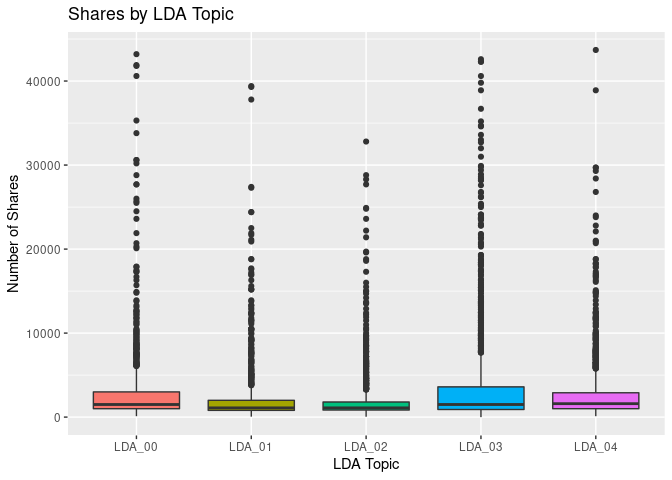 Shares by LDA Topic
Number of Shares
40000
30000
20000
10000
0
LDA_00 LDA_01 LDA_02 LDA_03 LDA_04
LDA Topic